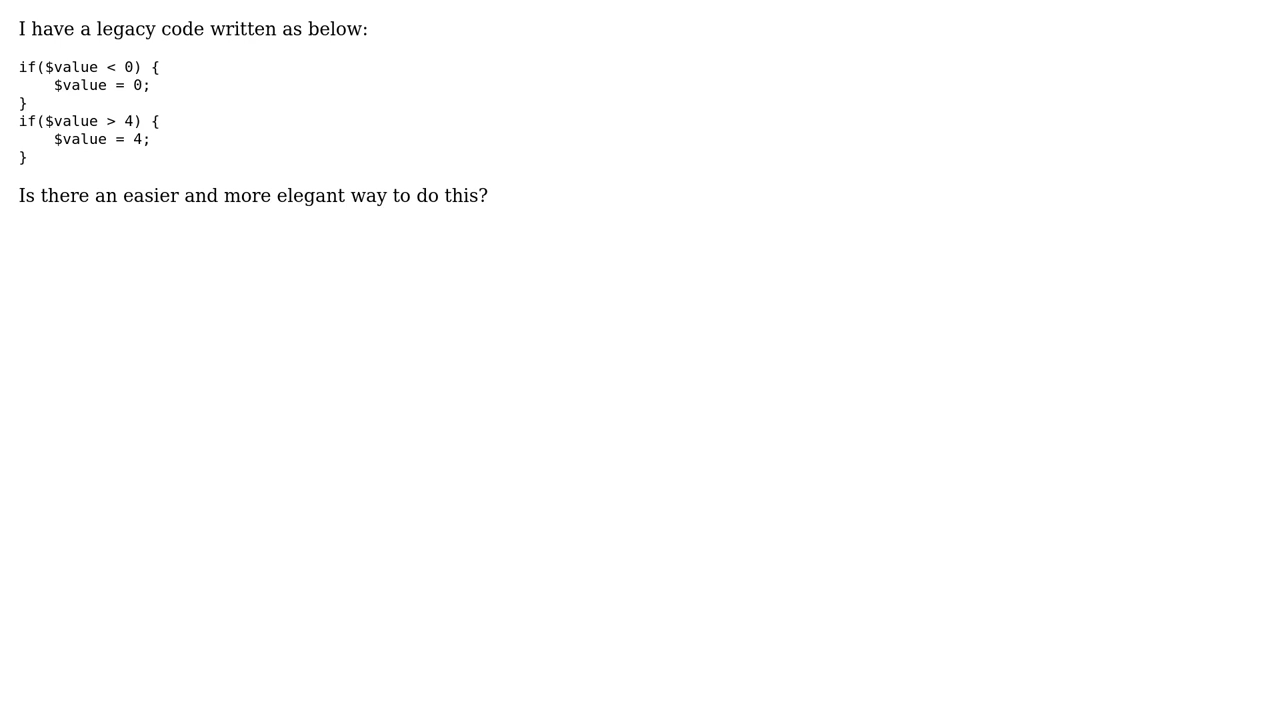 I have a legacy code written as below:
if($value < 0) {
    $value = 0;
}
if($value > 4) {
    $value = 4;
}
Is there an easier and more elegant way to do this?